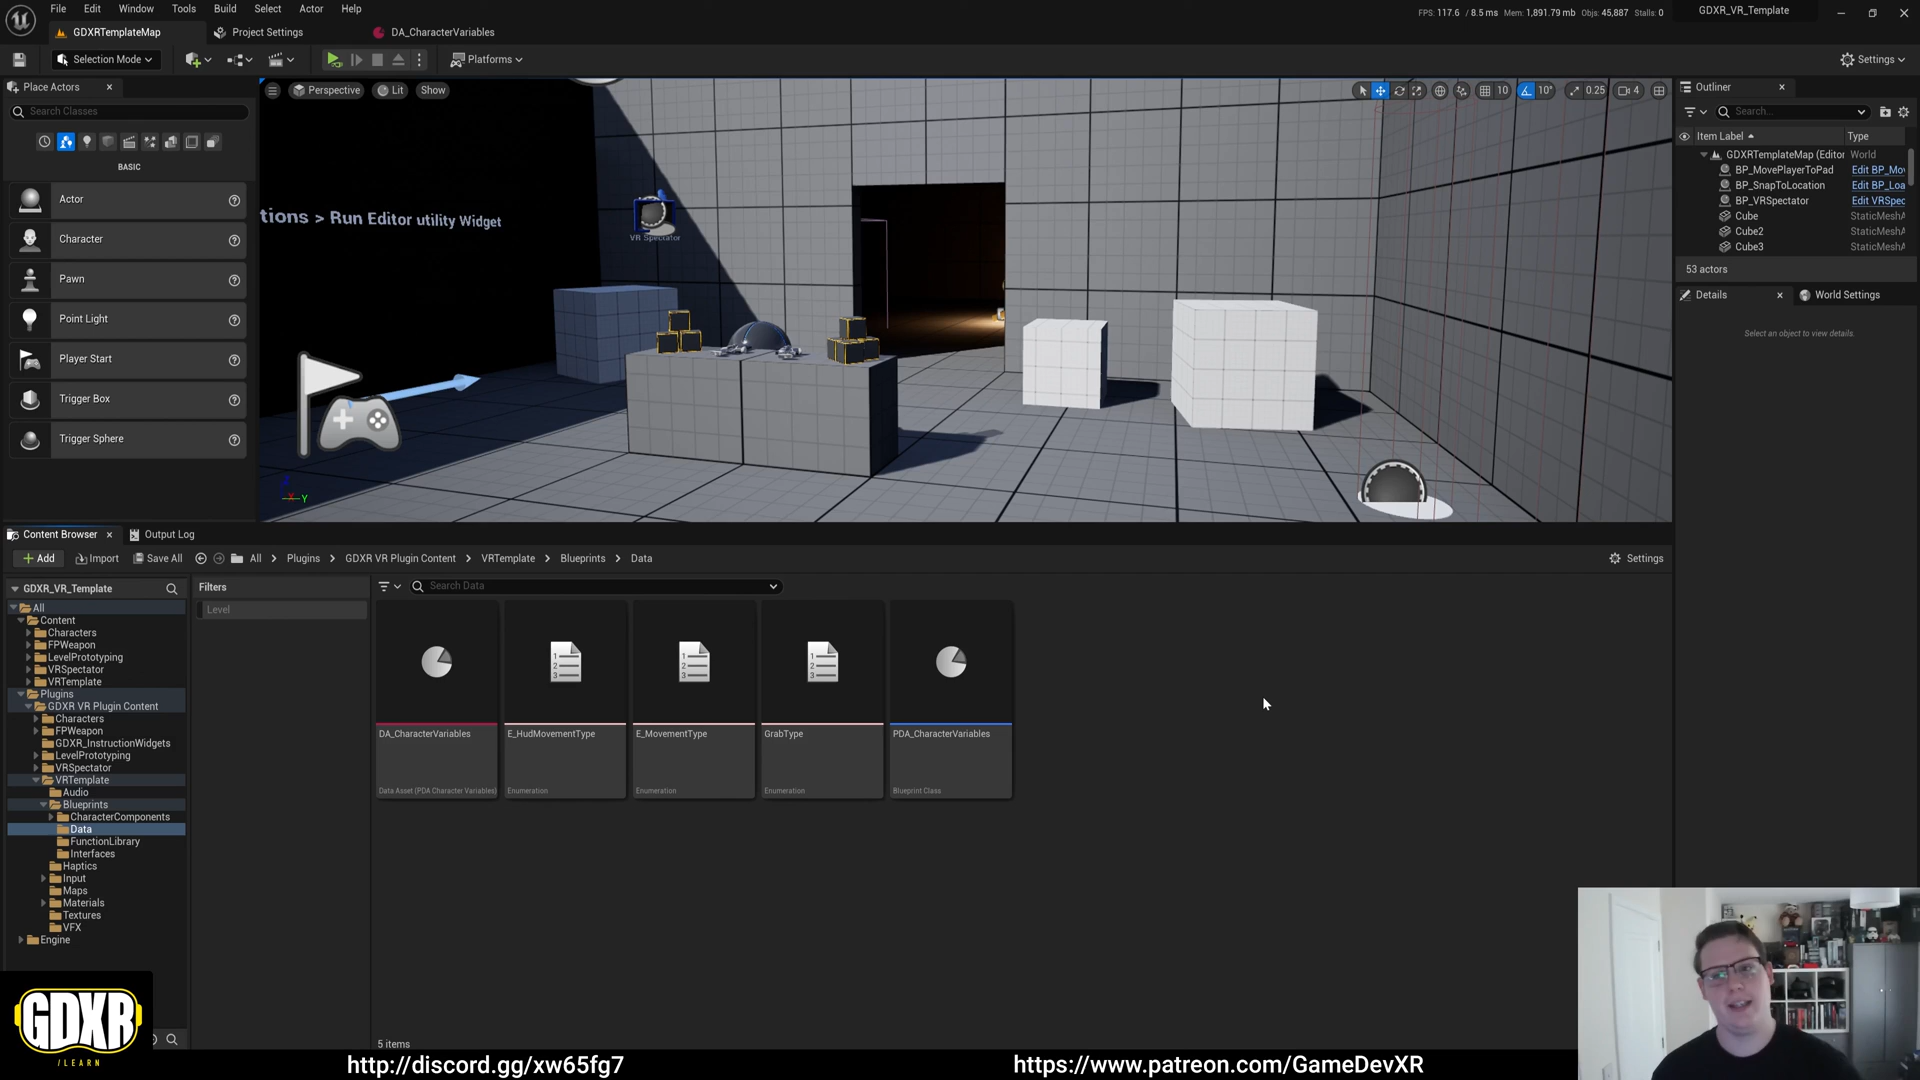 File Edit Window Tools Build Select Actor Help
FPS: 117.6 / 8.5 ms Mem: 1,891.79 mb Objs: 45,887 Stalls: 0
GDXR_VR_Template
GDXRTemplateMap
Project Settings
DA_CharacterVariables
Selection Mode
Platforms
Settings
Place Actors
Search Classes
BASIC
Actor
Character
Pawn
Point Light
Player Start
Trigger Box
Trigger Sphere
Perspective
Lit
Show
10
10°
0.25
4
tions > Run Editor utility Widget
VR Spectator
X Y
Outliner
Search...
Item Label
Type
GDXRTemplateMap (Editor World
BP_MovePlayerToPad Edit BP_Mov
BP_SnapToLocation Edit BP_Loa
BP_VRSpectator Edit VRSpec
Cube StaticMeshA
Cube2 StaticMeshA
Cube3 StaticMeshA
53 actors
Details
World Settings
Select an object to view details.
Content Browser
Output Log
Add
Import
Save All
All > Plugins > GDXR VR Plugin Content > VRTemplate > Blueprints > Data
Settings
GDXR_VR_Template
All
Content
Characters
FPWeapon
LevelPrototyping
VRSpectator
VRTemplate
Plugins
GDXR VR Plugin Content
Characters
FPWeapon
GDXR_InstructionWidgets
LevelPrototyping
VRSpectator
VRTemplate
Audio
Blueprints
CharacterComponents
Data
FunctionLibrary
Interfaces
Haptics
Input
Maps
Materials
Textures
VFX
Engine
Filters
Level
Search Data
DA_CharacterVariables
Data Asset (PDA Character Variables)
E_HudMovementType
Enumeration
E_MovementType
Enumeration
GrabType
Enumeration
PDA_CharacterVariables
Blueprint Class
5 items
GDXR
/LEARN
http://discord.gg/xw65fg7
https://www.patreon.com/GameDevXR